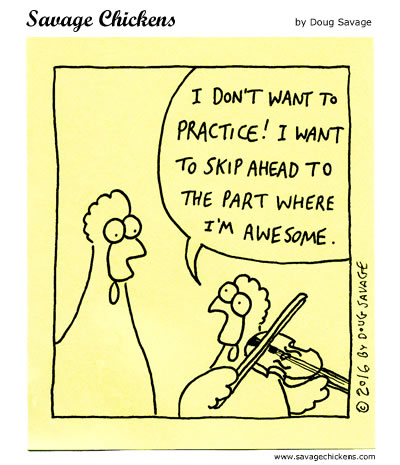 Savage Chickens
by Doug Savage
I DON'T WANT TO
PRACTICE! I WANT
TO SKIP AHEAD TO
THE PART WHERE
I'M AWESOME.
© 2016 BY DOUG SAVAGE
www.savagechickens.com